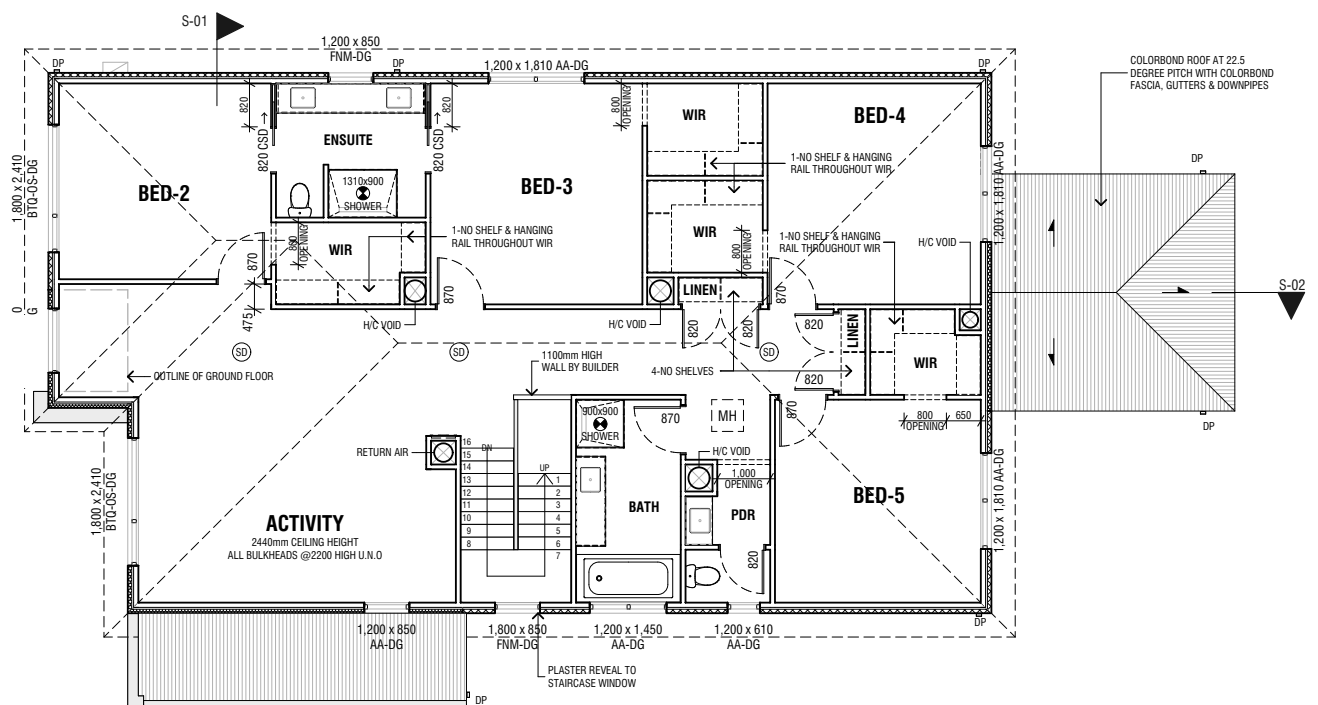 S-01
1,200 x 850
FNM-DG
DP
DP
1,200 x 1,810 AA-DG
DP
COLORBOND ROOF AT 22.5
DEGREE PITCH WITH COLORBOND
FASCIA, GUTTERS & DOWNPIPES
820
820
800
OPENING
WIR
BED-4
ENSUITE
820 CSD
820 CSD
1-NO SHELF & HANGING
RAIL THROUGHOUT WIR
DP
1,800 x 2,410
BTQ-OS-DG
BED-2
1310x900
SHOWER
BED-3
1,200 x 1,810 AA-DG
WIR
800
OPENING
WIR
1-NO SHELF & HANGING
RAIL THROUGHOUT WIR
1-NO SHELF & HANGING
RAIL THROUGHOUT WIR
H/C VOID
OPENING
870
870
LINEN
870
S-02
0
G
475
H/C VOID
H/C VOID
820
820
820
LINEN
SD
SD
SD
WIR
1100mm HIGH
WALL BY BUILDER
OUTLINE OF GROUND FLOOR
4-NO SHELVES
820
900x900
SHOWER
870
MH
870
800
OPENING
650
DP
RETURN AIR
16
DN
15
14
13
12
11
10
9
8
UP
1
2
3
4
5
6
7
H/C VOID
1,000
OPENING
1,800 x 2,410
BTQ-OS-DG
BED-5
1,200 x 1,810 AA-DG
BATH
PDR
ACTIVITY
2440mm CEILING HEIGHT
ALL BULKHEADS @2200 HIGH U.N.O
820
DP
1,200 x 850
AA-DG
1,800 x 850
FNM-DG
1,200 x 1,450
AA-DG
1,200 x 610
AA-DG
PLASTER REVEAL TO
STAIRCASE WINDOW
DP